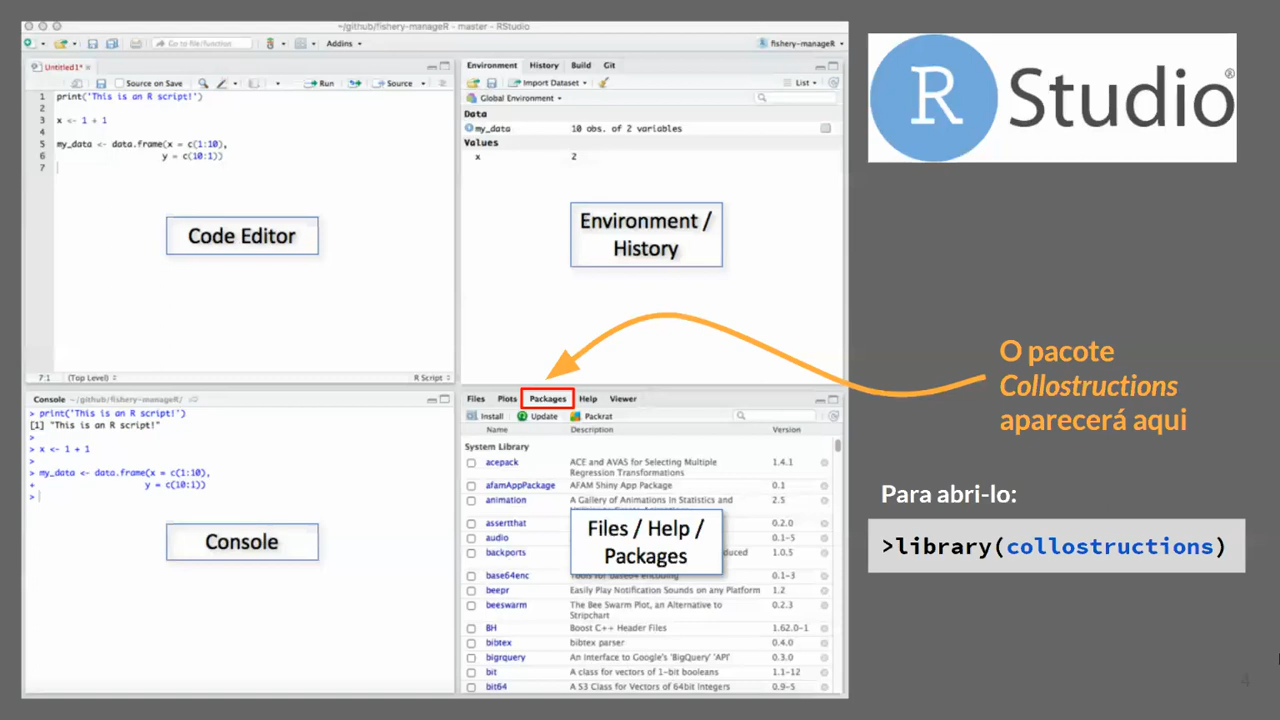 ~/github/fishery-manageR - master - RStudio
Go to file/function
Addins
fishery-manageR
Untitled1*
Source on Save
Run
Source
1 print('This is an R script!')
2
3 x <- 1 + 1
4
5 my_data <- data.frame(x = c(1:10),
6 y = c(10:1))
7
Code Editor
7:1 (Top Level) R Script
Environment History Build Git
Import Dataset List
Global Environment
Data
my_data 10 obs. of 2 variables
Values
x 2
Environment /
History
Console ~/github/fishery-manageR/
> print('This is an R script!')
[1] "This is an R script!"
>
> x <- 1 + 1
>
> my_data <- data.frame(x = c(1:10),
+ y = c(10:1))
>
Console
Files Plots Packages Help Viewer
Install Update Packrat
Name Description Version
System Library
acepack ACE and AVAS for Selecting Multiple 1.4.1
Regression Transformations
afamAppPackage AFAM Shiny App Package 0.1
animation A Gallery of Animations in Statistics and 2.5
assertthat 0.2.0
audio 0.1-5
backports 1.0.5
base64enc Tools for base64 encoding 0.1-3
beepr Easily Play Notification Sounds on any Platform 1.2
beeswarm The Bee Swarm Plot, an Alternative to 0.2.3
Stripchart
BH Boost C++ Header Files 1.62.0-1
bibtex bibtex parser 0.4.0
bigrquery An Interface to Google's 'BigQuery' 'API' 0.3.0
bit A class for vectors of 1-bit booleans 1.1-12
bit64 A S3 Class for Vectors of 64bit Integers 0.9-5
Files / Help /
Packages
R Studio®
O pacote
Collostructions
aparecerá aqui
Para abri-lo:
>library(collostructions)
4